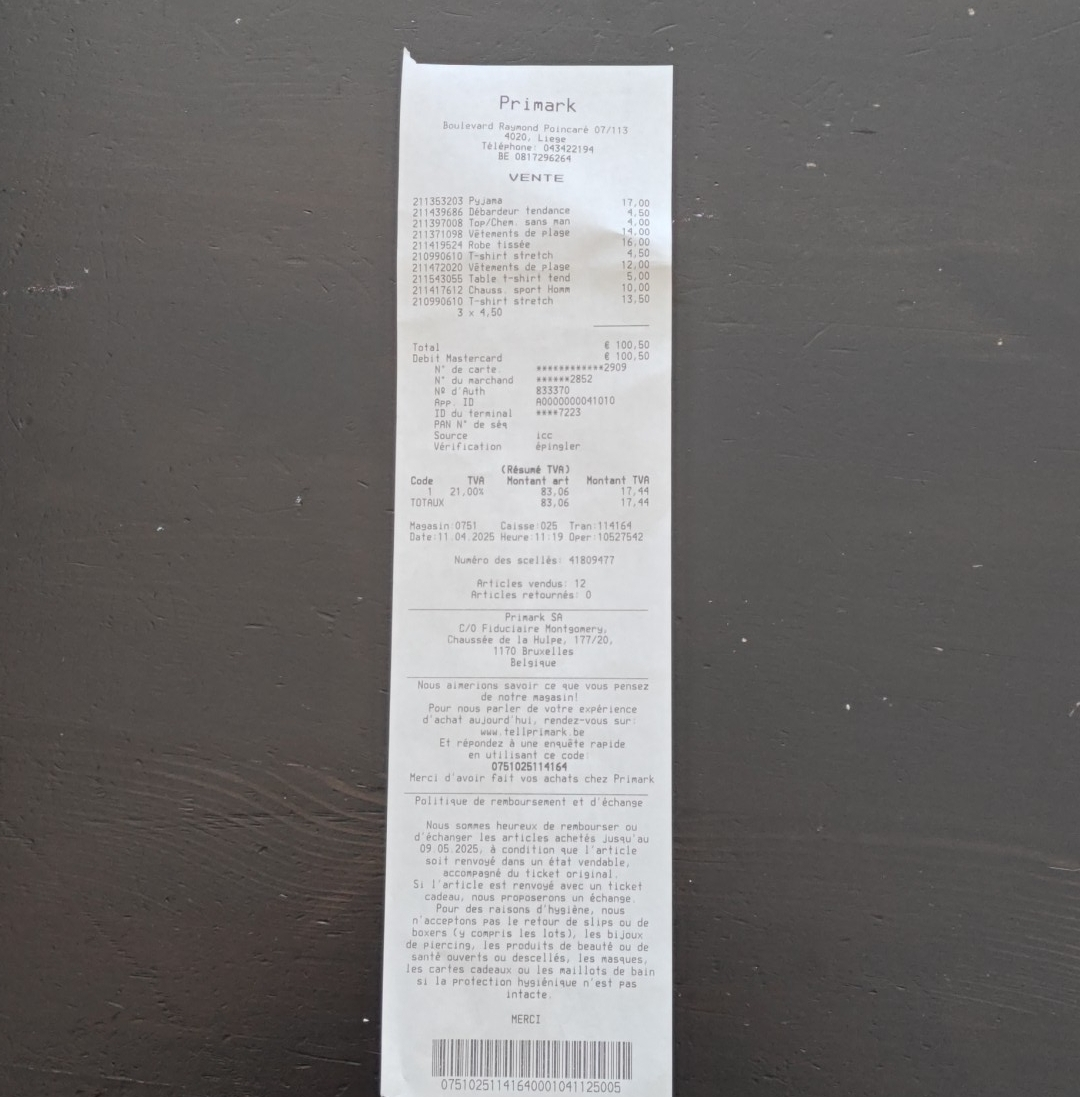 Primark
Boulevard Raymond Poincaré 07/113
4020, Liege
Téléphone: 043422194
BE 0817296264
VENTE
211353203 Pyjama 17,00
211439686 Débardeur tendance 4,50
211397008 Top/Chem. sans man 4,00
211371098 Vêtements de plage 14,00
211419524 Robe tissée 16,00
210990610 T-shirt stretch 4,50
211472020 Vêtements de plage 12,00
211543055 Table t-shirt tend 5,00
211417612 Chauss. sport Homm 10,00
210990610 T-shirt stretch 13,50
3 x 4,50
Total € 100,50
Debit Mastercard € 100,50
N° de carte. ************2909
N° du marchand ******2852
Nº d'Auth 833370
App. ID A0000000041010
ID du terminal ****7223
PAN N° de séq
Source icc
Vérification épingler
(Résumé TVA)
Code TVA Montant art Montant TVA
1 21,00% 83,06 17,44
TOTAUX 83,06 17,44
Magasin:0751 Caisse:025 Tran:114164
Date:11.04.2025 Heure:11:19 Oper:10527542
Numéro des scellés: 41809477
Articles vendus: 12
Articles retournés: 0
Primark SA
C/O Fiduciaire Montgomery,
Chaussée de la Hulpe, 177/20,
1170 Bruxelles
Belgique
Nous aimerions savoir ce que vous pensez
de notre magasin!
Pour nous parler de votre expérience
d'achat aujourd'hui, rendez-vous sur:
www.tellprimark.be
Et répondez à une enquête rapide
en utilisant ce code:
0751025114164
Merci d'avoir fait vos achats chez Primark
Politique de remboursement et d'échange
Nous sommes heureux de rembourser ou
d'échanger les articles achetés jusqu'au
09.05.2025, à condition que l'article
soit renvoyé dans un état vendable,
accompagné du ticket original.
Si l'article est renvoyé avec un ticket
cadeau, nous proposerons un échange.
Pour des raisons d'hygiène, nous
n'acceptons pas le retour de slips ou de
boxers (y compris les lots), les bijoux
de piercing, les produits de beauté ou de
santé ouverts ou descellés, les masques,
les cartes cadeaux ou les maillots de bain
si la protection hygiénique n'est pas
intacte.
MERCI
0751025114164000104112​5005